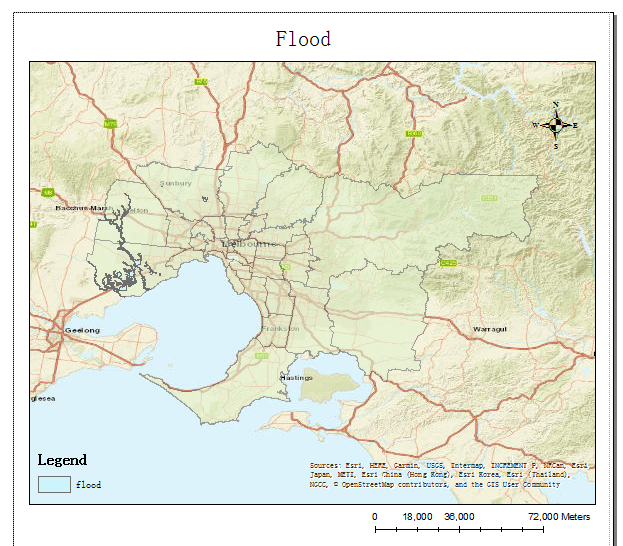 Flood
N
W E
S
Sunbury
M8
Bacchus Marsh
Melbourne
C425
Geelong
Frankston
Warragul
Hastings
glesea
Legend
flood
Sources: Esri, HERE, Garmin, USGS, Intermap, INCREMENT P, NRCan, Esri
Japan, METI, Esri China (Hong Kong), Esri Korea, Esri (Thailand),
NGCC, © OpenStreetMap contributors, and the GIS User Community
0 18,000 36,000 72,000 Meters